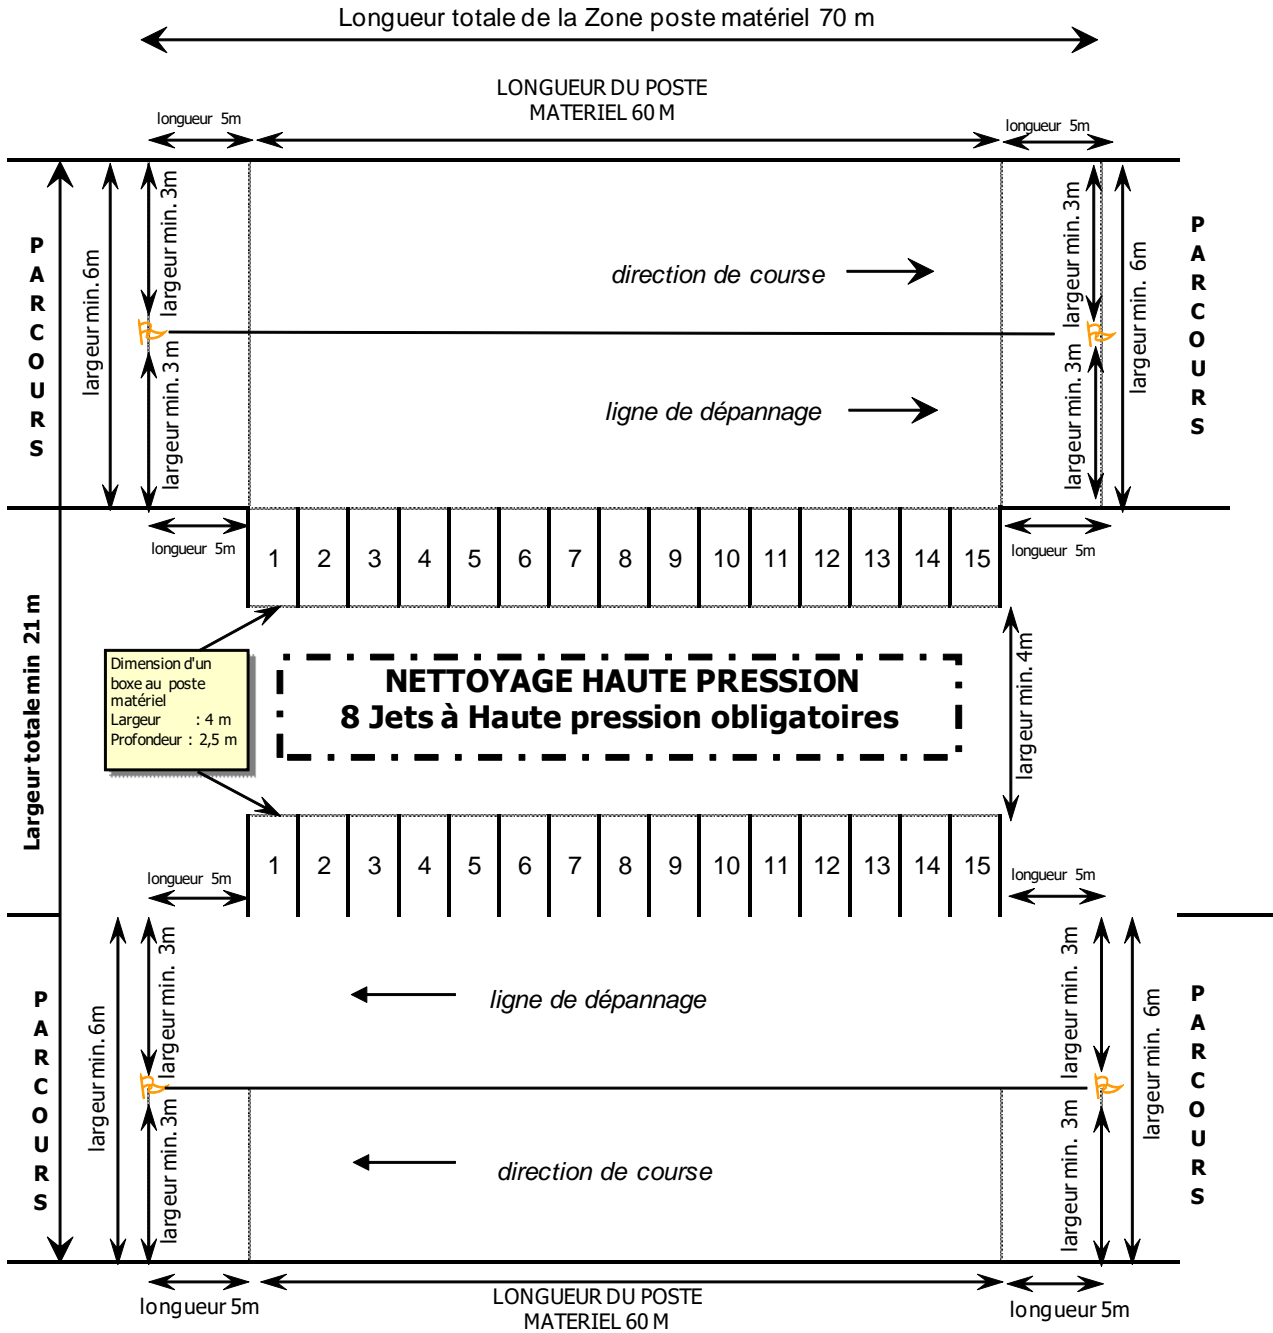 Longueur totale de la Zone poste matériel 70 m
LONGUEUR DU POSTE
MATERIEL 60 M
longueur 5m
longueur 5m
PARCOURS
largeur min. 6m
largeur min. 3m
largeur min. 3 m
direction de course
ligne de dépannage
largeur min. 3m
largeur min. 3m
largeur min. 6m
PARCOURS
longueur 5m
1 2 3 4 5 6 7 8 9 10 11 12 13 14 15
longueur 5m
Largeur totale min 21 m
Dimension d'un
boxe au poste
matériel
Largeur : 4 m
Profondeur : 2,5 m
NETTOYAGE HAUTE PRESSION
8 Jets à Haute pression obligatoires
largeur min. 4m
longueur 5m
1 2 3 4 5 6 7 8 9 10 11 12 13 14 15
longueur 5m
PARCOURS
largeur min. 6m
largeur min. 3m
largeur min. 3m
ligne de dépannage
direction de course
largeur min. 3m
largeur min. 3m
largeur min. 6m
PARCOURS
longueur 5m
LONGUEUR DU POSTE
MATERIEL 60 M
longueur 5m